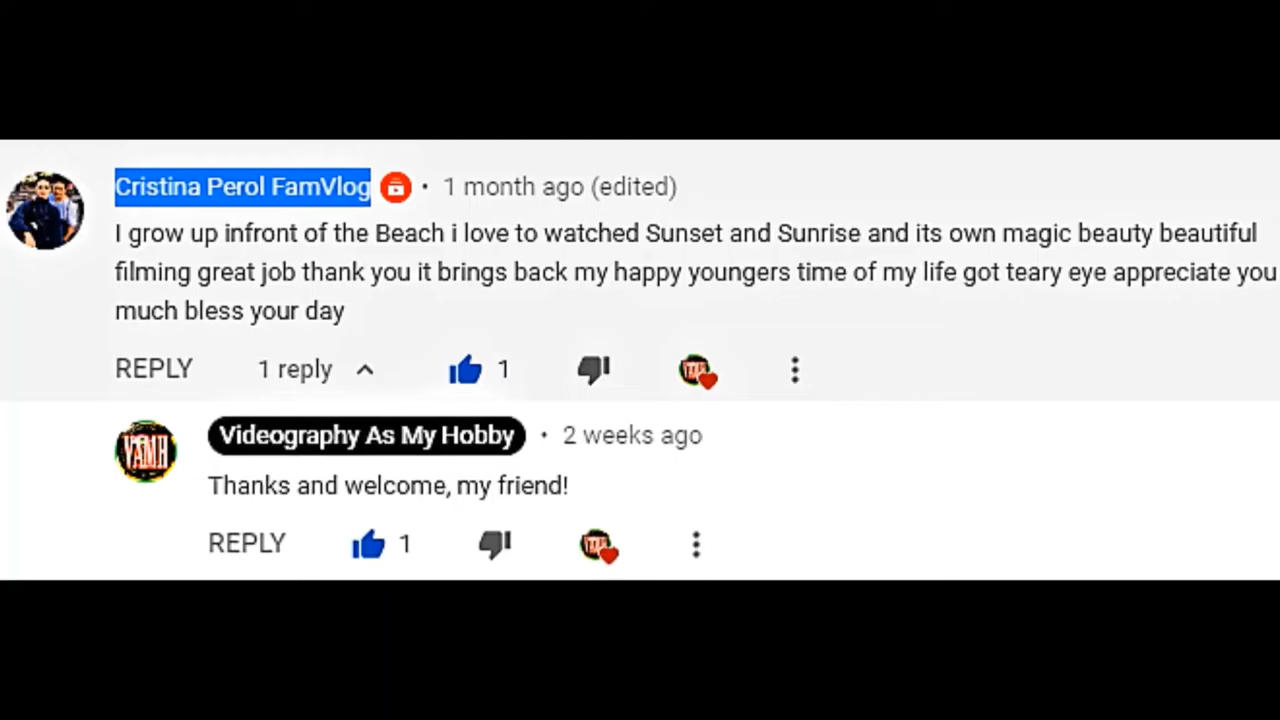 Cristina Perol FamVlog • 1 month ago (edited)
I grow up infront of the Beach i love to watched Sunset and Sunrise and its own magic beauty beautiful
filming great job thank you it brings back my happy youngers time of my life got teary eye appreciate you
much bless your day
REPLY 1 reply 1
YAMH
Videography As My Hobby • 2 weeks ago
Thanks and welcome, my friend!
REPLY 1